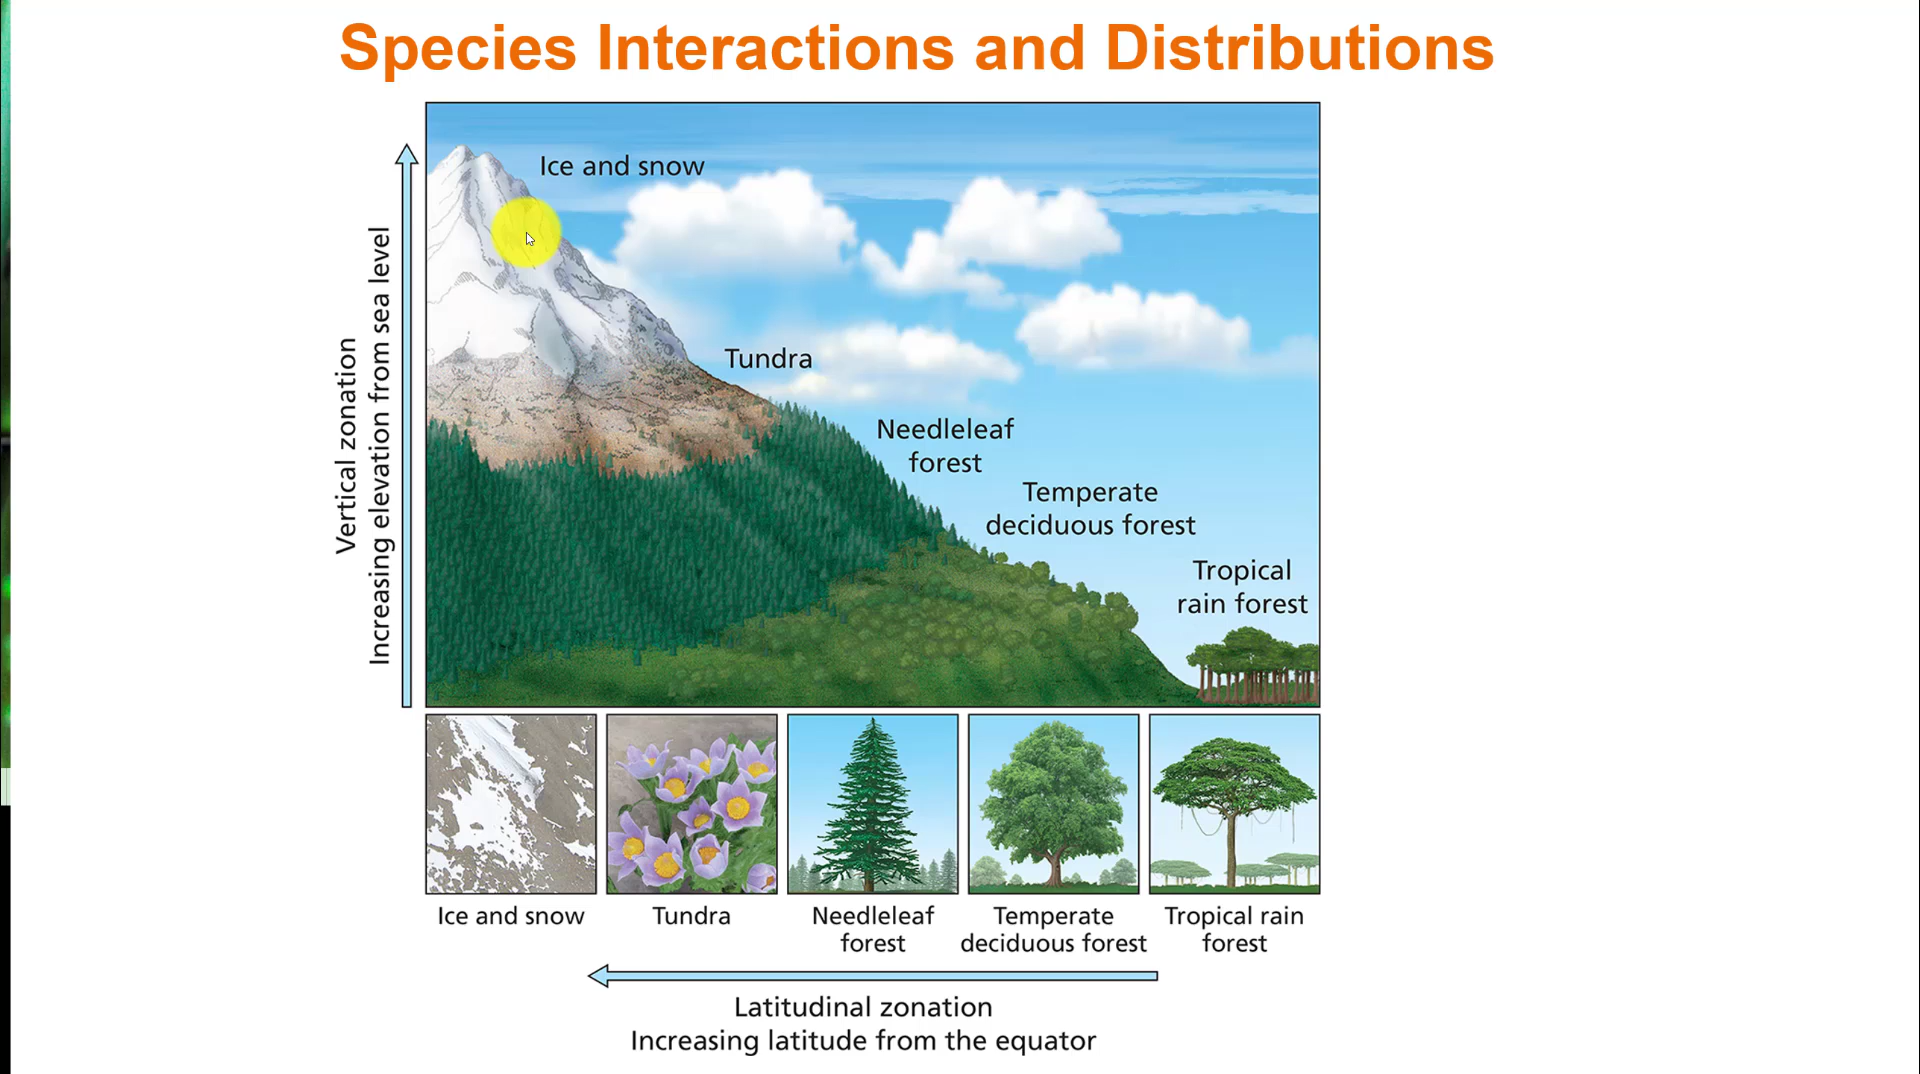 Species Interactions and Distributions
Vertical zonation
Increasing elevation from sea level
Ice and snow
Tundra
Needleleaf
forest
Temperate
deciduous forest
Tropical
rain forest
Ice and snow
Tundra
Needleleaf
forest
Temperate
deciduous forest
Tropical rain
forest
Latitudinal zonation
Increasing latitude from the equator